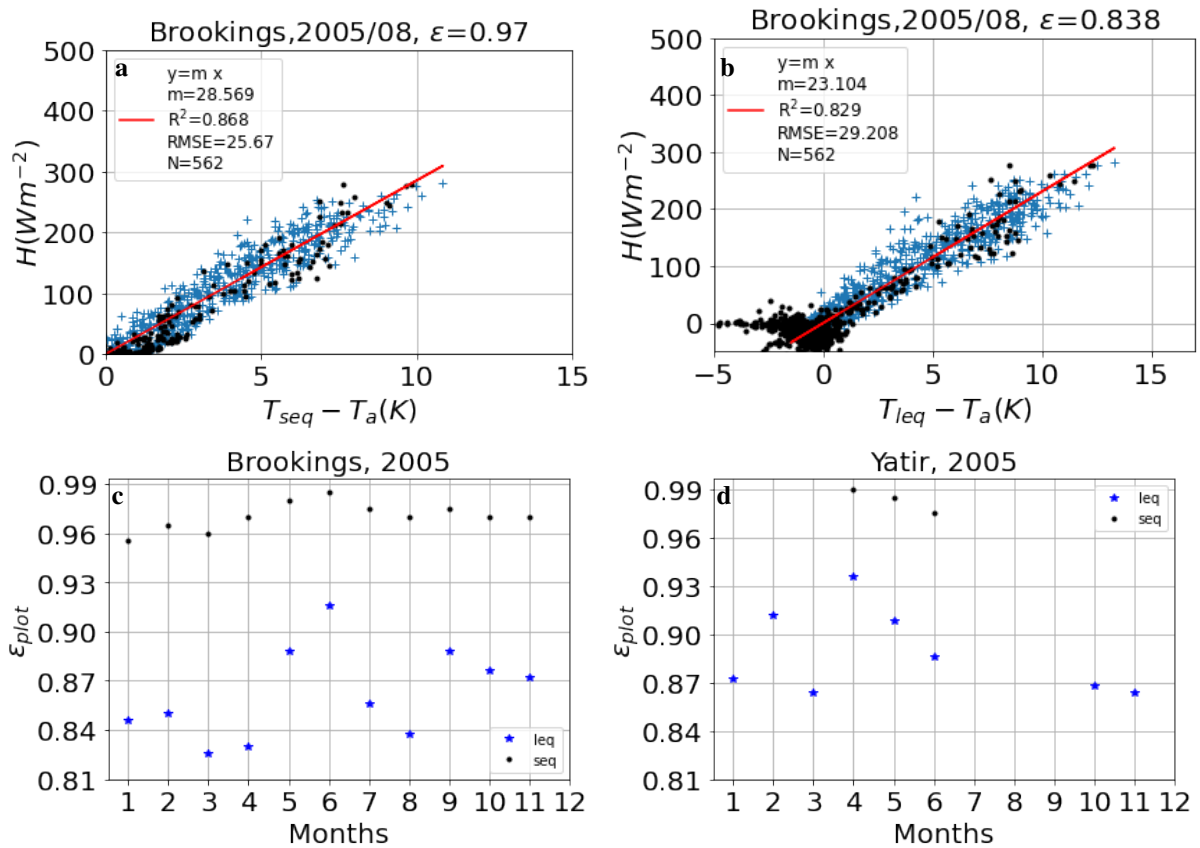 Brookings,2005/08, ε=0.97
a
y=m x
m=28.569
R²=0.868
RMSE=25.67
N=562
500
400
300
200
100
0
H(Wm⁻²)
0 5 10 15
T_seq − T_a(K)
Brookings,2005/08, ε=0.838
b
y=m x
m=23.104
R²=0.829
RMSE=29.208
N=562
500
400
300
200
100
0
H(Wm⁻²)
−5 0 5 10 15
T_leq − T_a(K)
Brookings, 2005
c
0.99
0.96
0.93
0.90
0.87
0.84
0.81
ε_plot
leq
seq
1 2 3 4 5 6 7 8 9 10 11 12
Months
Yatir, 2005
d
leq
seq
0.99
0.96
0.93
0.90
0.87
0.84
0.81
ε_plot
1 2 3 4 5 6 7 8 9 10 11 12
Months